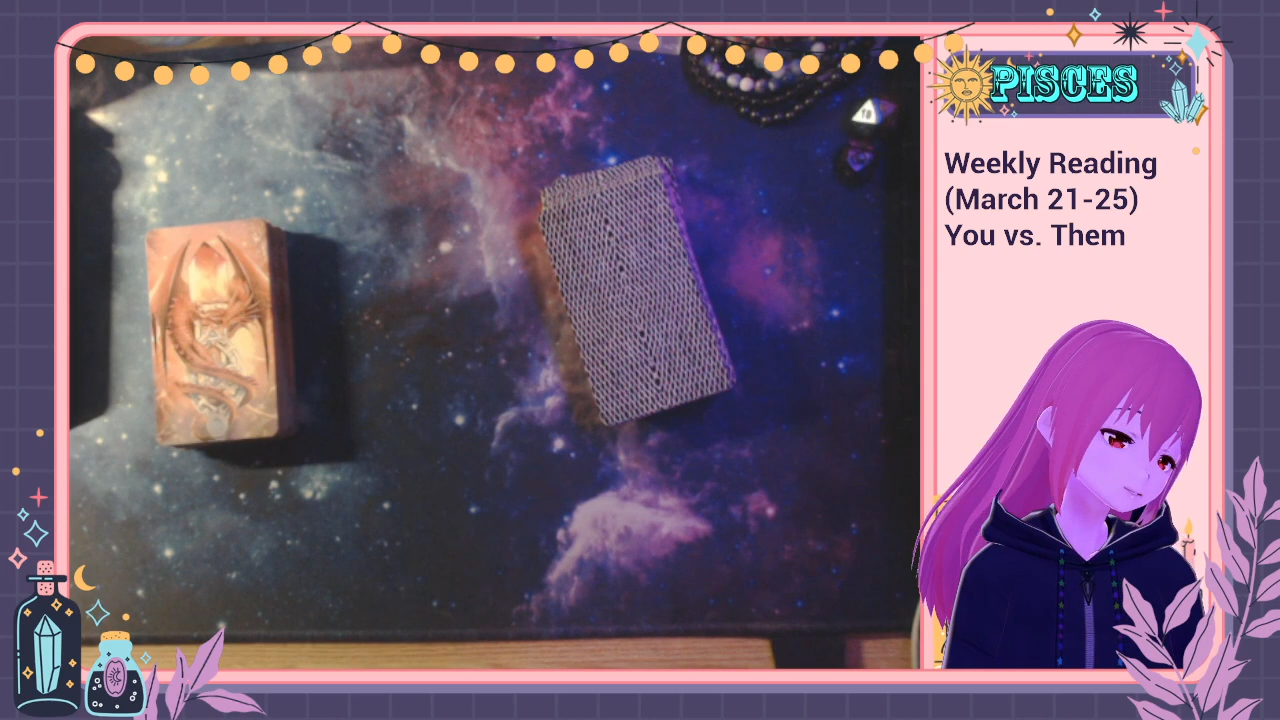 PISCES
Weekly Reading
(March 21-25)
You vs. Them